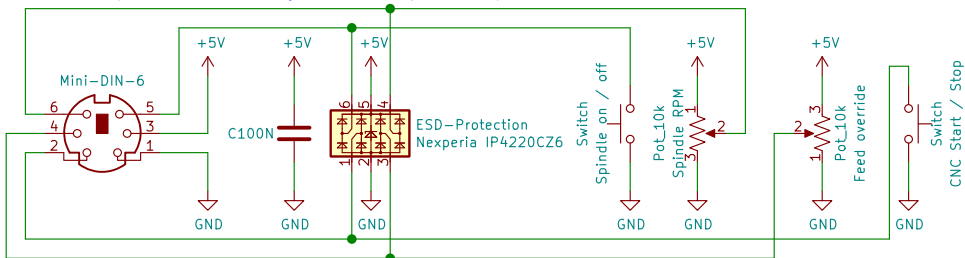 +5V
+5V
+5V
+5V
+5V
Mini-DIN-6
6
5
4
3
2
1
C100N
6
5
4
1
2
3
ESD-Protection
Nexperia IP4220CZ6
Switch
Spindle on / off
Pot_10k
Spindle RPM
1
2
3
3
2
1
Pot_10k
Feed override
Switch
CNC Start / Stop
GND
GND
GND
GND
GND
GND
GND